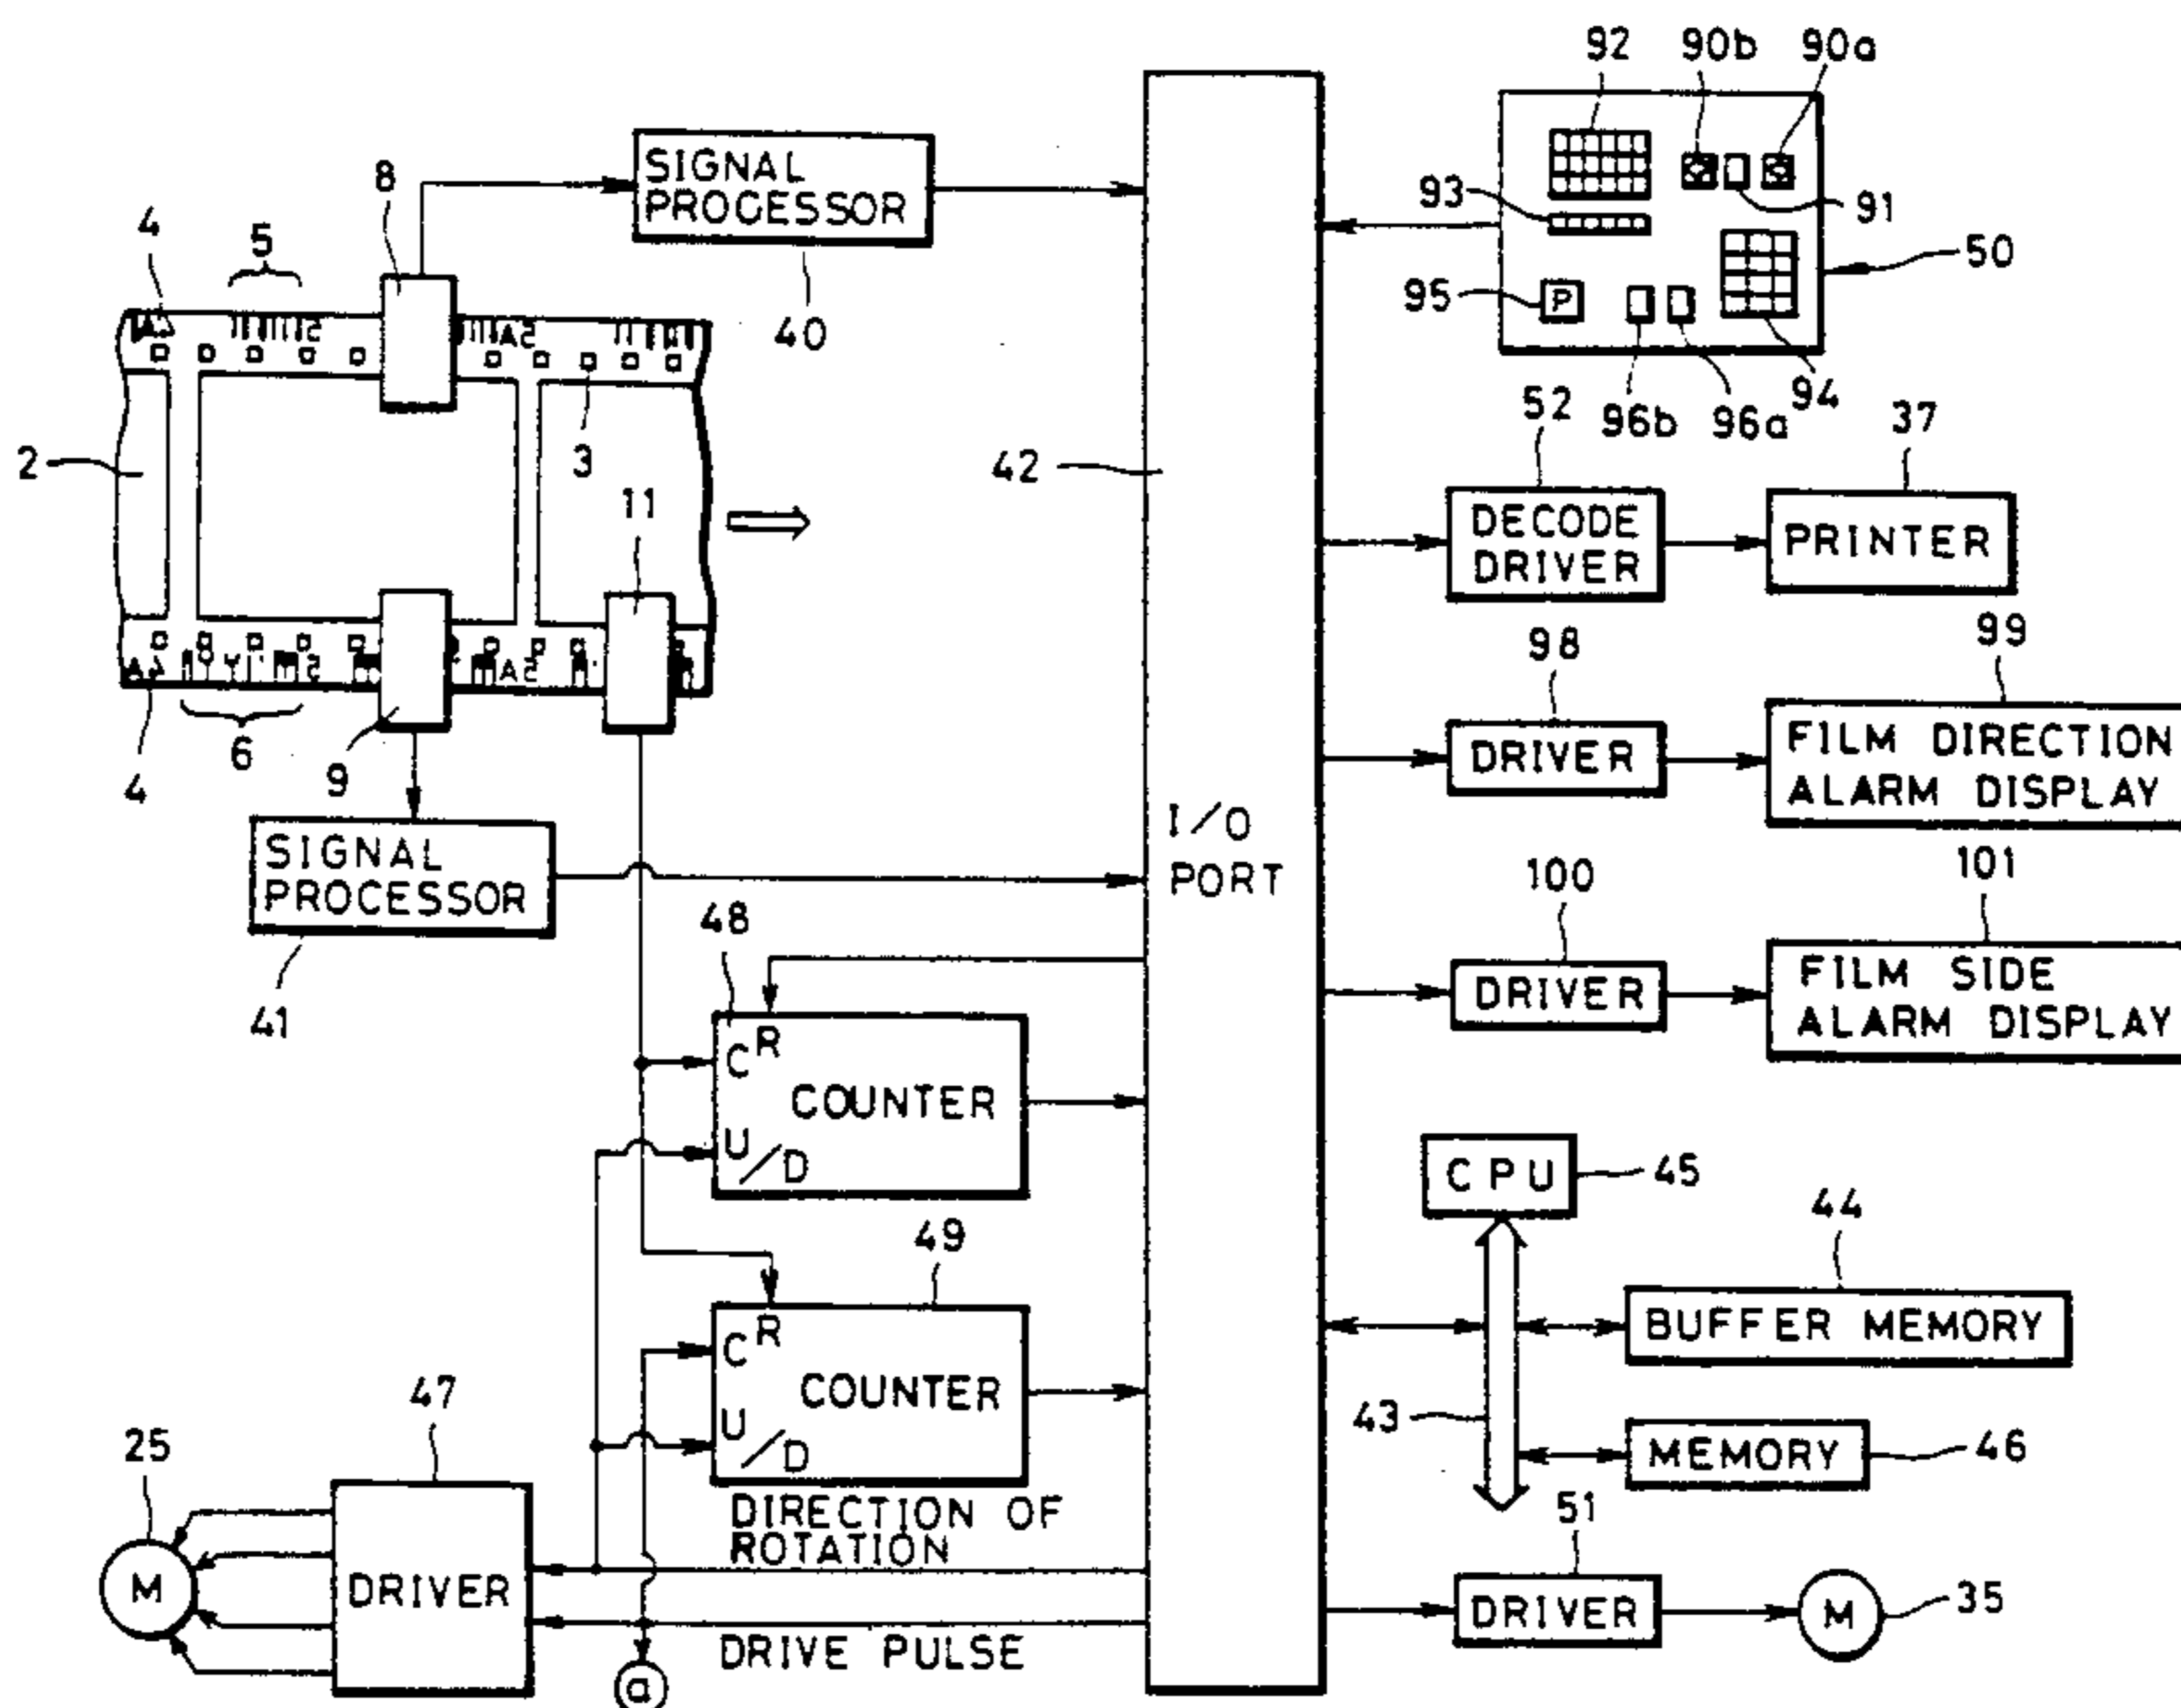 92
90b
90a
8
SIGNAL
PROCESSOR
93
91
4
5
50
95
P
40
A2
3
96b
96a
94
52
37
2
42
11
DECODE
DRIVER
PRINTER
98
99
A2
6
9
4
DRIVER
FILM DIRECTION
ALARM DISPLAY
I/O
PORT
SIGNAL
PROCESSOR
100
101
48
41
DRIVER
FILM SIDE
ALARM DISPLAY
R
C
COUNTER
U/D
CPU
45
44
49
BUFFER MEMORY
R
C
COUNTER
U/D
43
47
25
MEMORY
46
DIRECTION OF
ROTATION
51
M
DRIVER
DRIVER
M
35
DRIVE PULSE
a